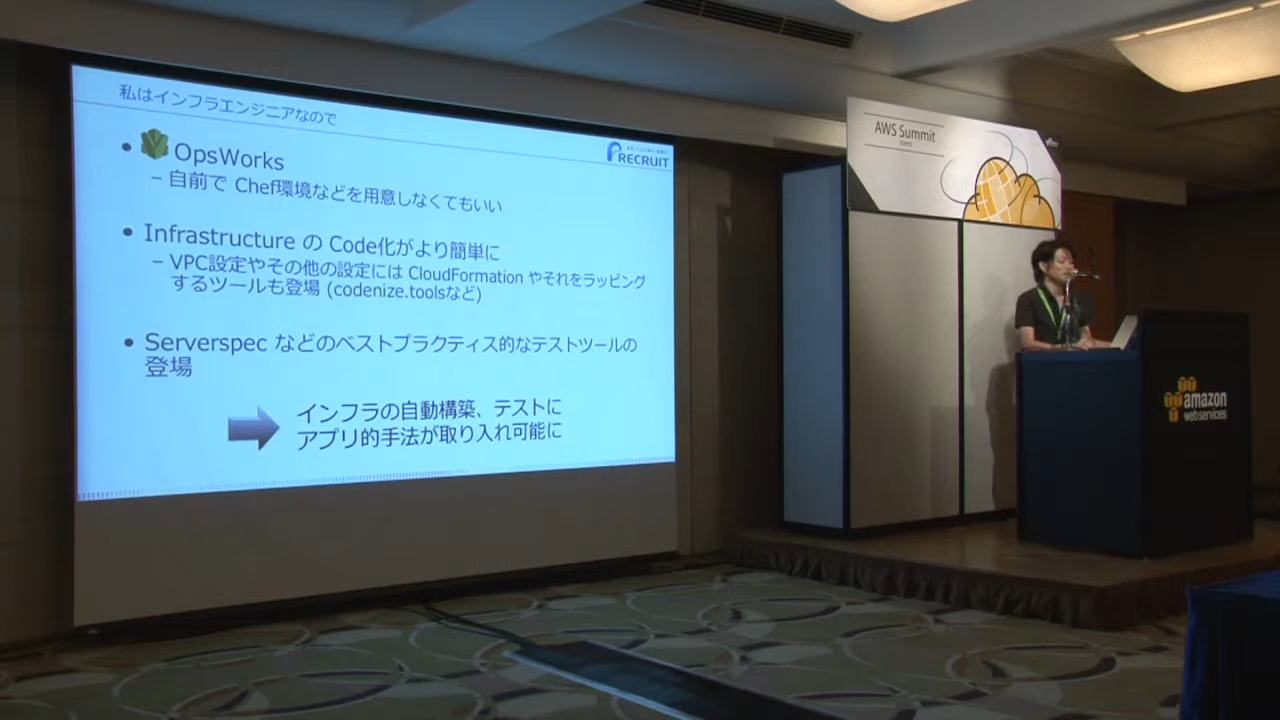 私はインフラエンジニアなので
RECRUIT
• OpsWorks
– 自前で Chef環境などを用意しなくてもいい
• Infrastructure の Code化がより簡単に
– VPC設定やその他の設定には CloudFormation やそれをラッピング
するツールも登場 (codenize.toolsなど)
• Serverspec などのベストプラクティス的なテストツールの
登場
インフラの自動構築、テストに
アプリ的手法が取り入れ可能に
AWS Summit
TOKYO
amazon
webservices